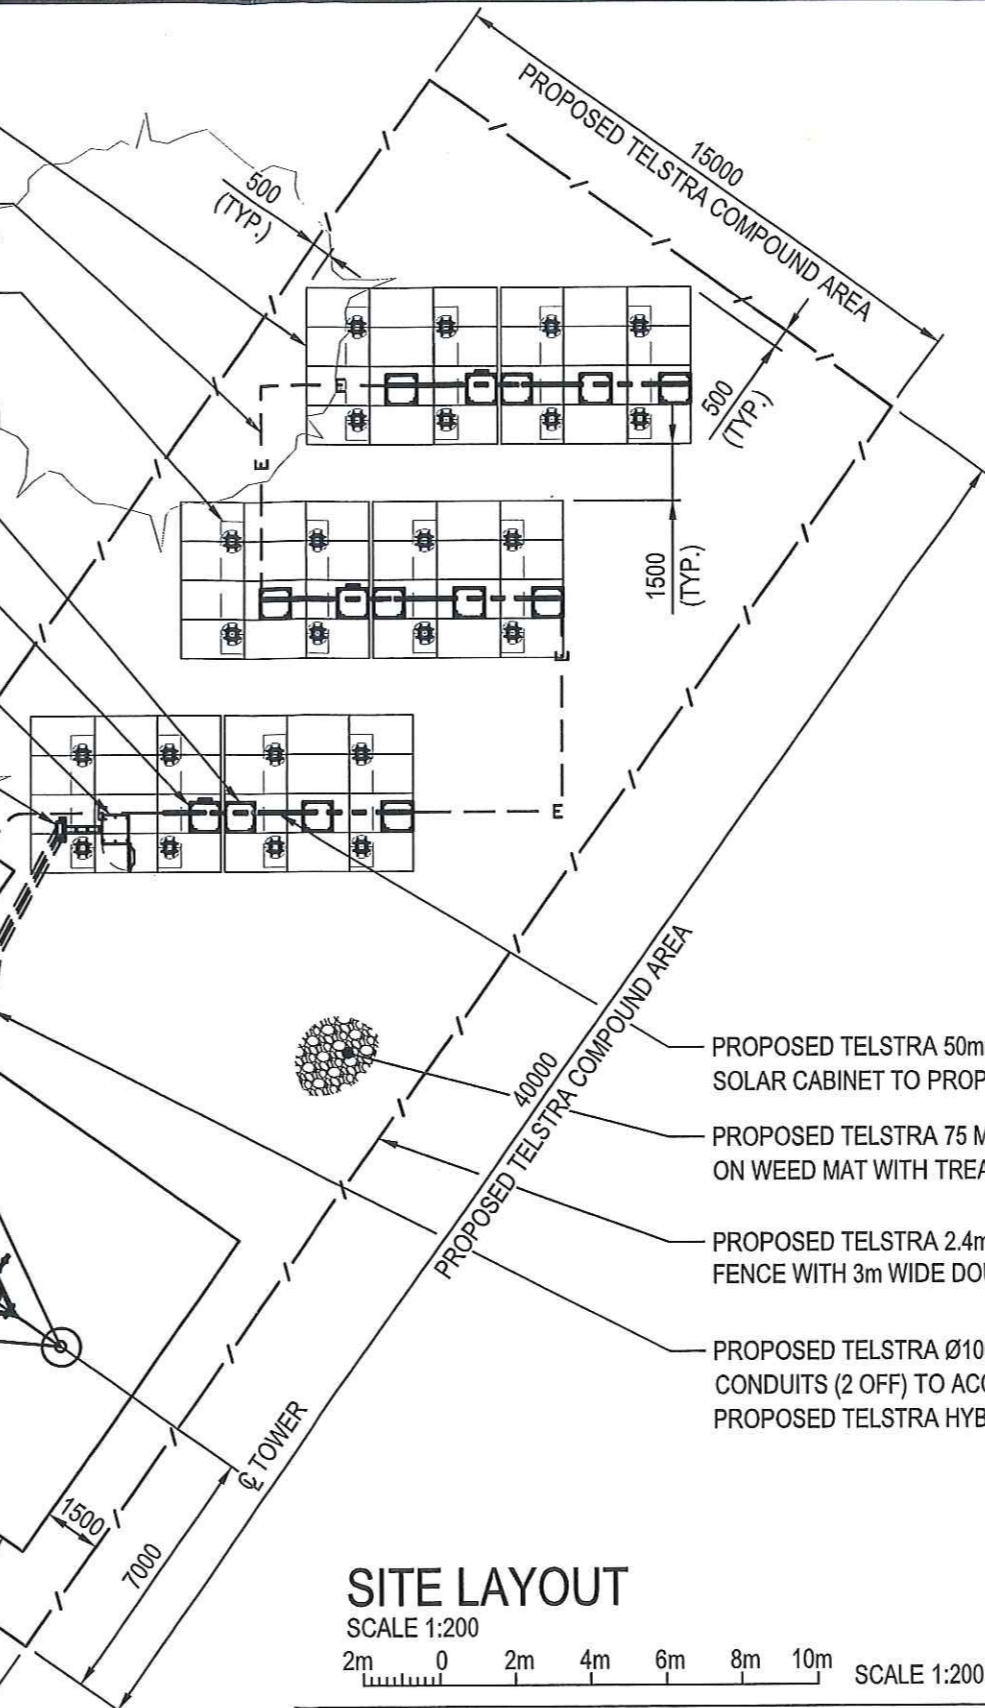 PROPOSED TELSTRA COMPOUND AREA
15000
500
(TYP.)
500
(TYP.)
1500
(TYP.)
E
E
E
E
PROPOSED TELSTRA COMPOUND AREA
40000
PROPOSED TELSTRA 50m
SOLAR CABINET TO PROP
PROPOSED TELSTRA 75 M
ON WEED MAT WITH TREA
PROPOSED TELSTRA 2.4m
FENCE WITH 3m WIDE DOU
PROPOSED TELSTRA Ø10
CONDUITS (2 OFF) TO ACC
PROPOSED TELSTRA HYB
℄ TOWER
1500
7000
SITE LAYOUT
SCALE 1:200
2m 0 2m 4m 6m 8m 10m SCALE 1:200